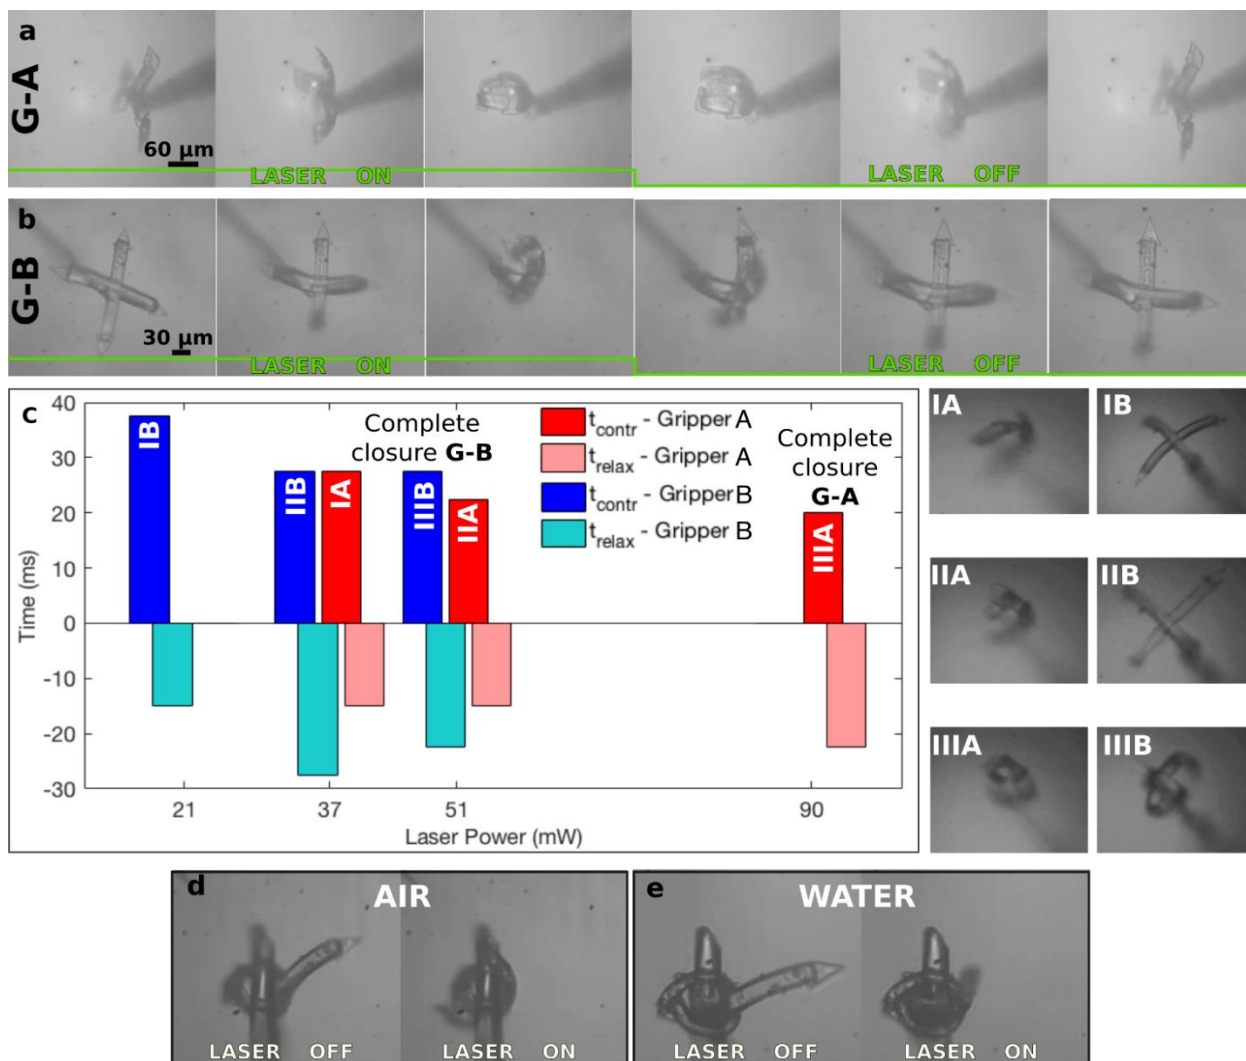 a
G-A
60 µm
LASER ON
LASER OFF
b
G-B
30 µm
LASER ON
LASER OFF
c
40
30
20
10
0
-10
-20
-30
Time (ms)
IB
IIB
IA
IIIB
IIA
IIIA
Complete
closure G-B
t_contr - Gripper A
t_relax - Gripper A
t_contr - Gripper B
t_relax - Gripper B
Complete
closure
G-A
21
37
51
90
Laser Power (mW)
IA
IB
IIA
IIB
IIIA
IIIB
d
AIR
LASER OFF
LASER ON
e
WATER
LASER OFF
LASER ON